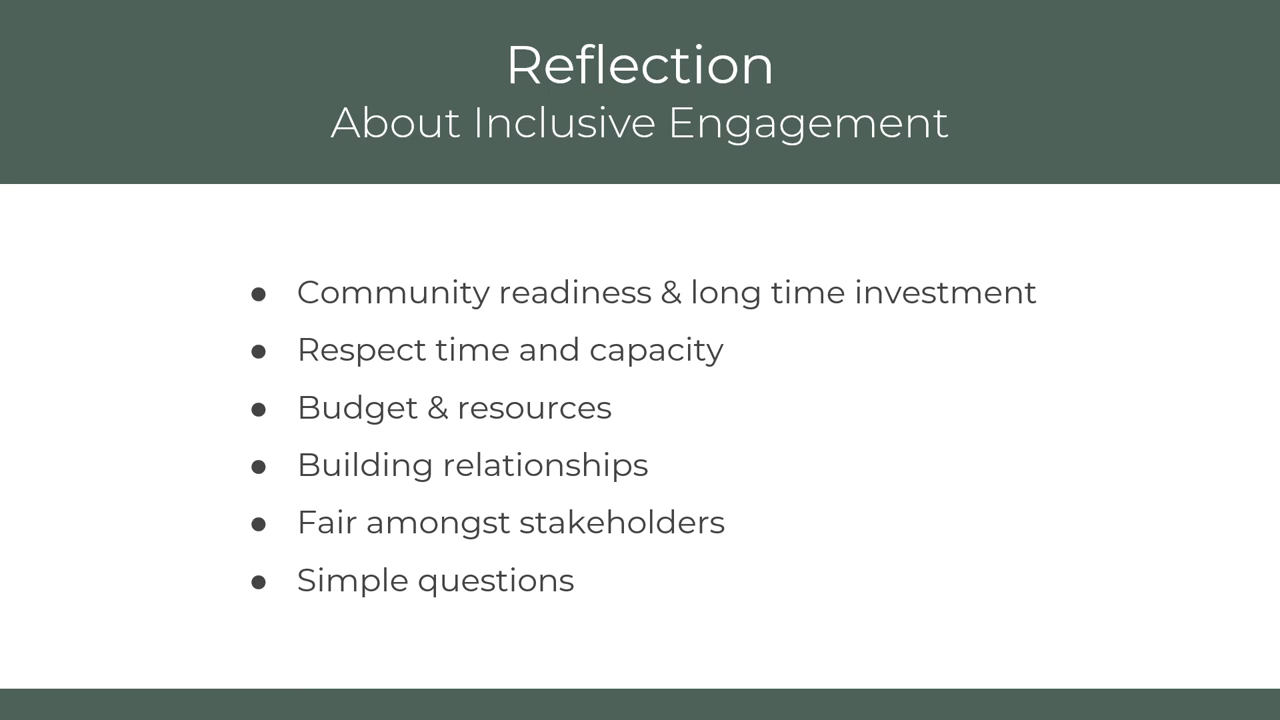 Reflection
About Inclusive Engagement
● Community readiness & long time investment
● Respect time and capacity
● Budget & resources
● Building relationships
● Fair amongst stakeholders
● Simple questions